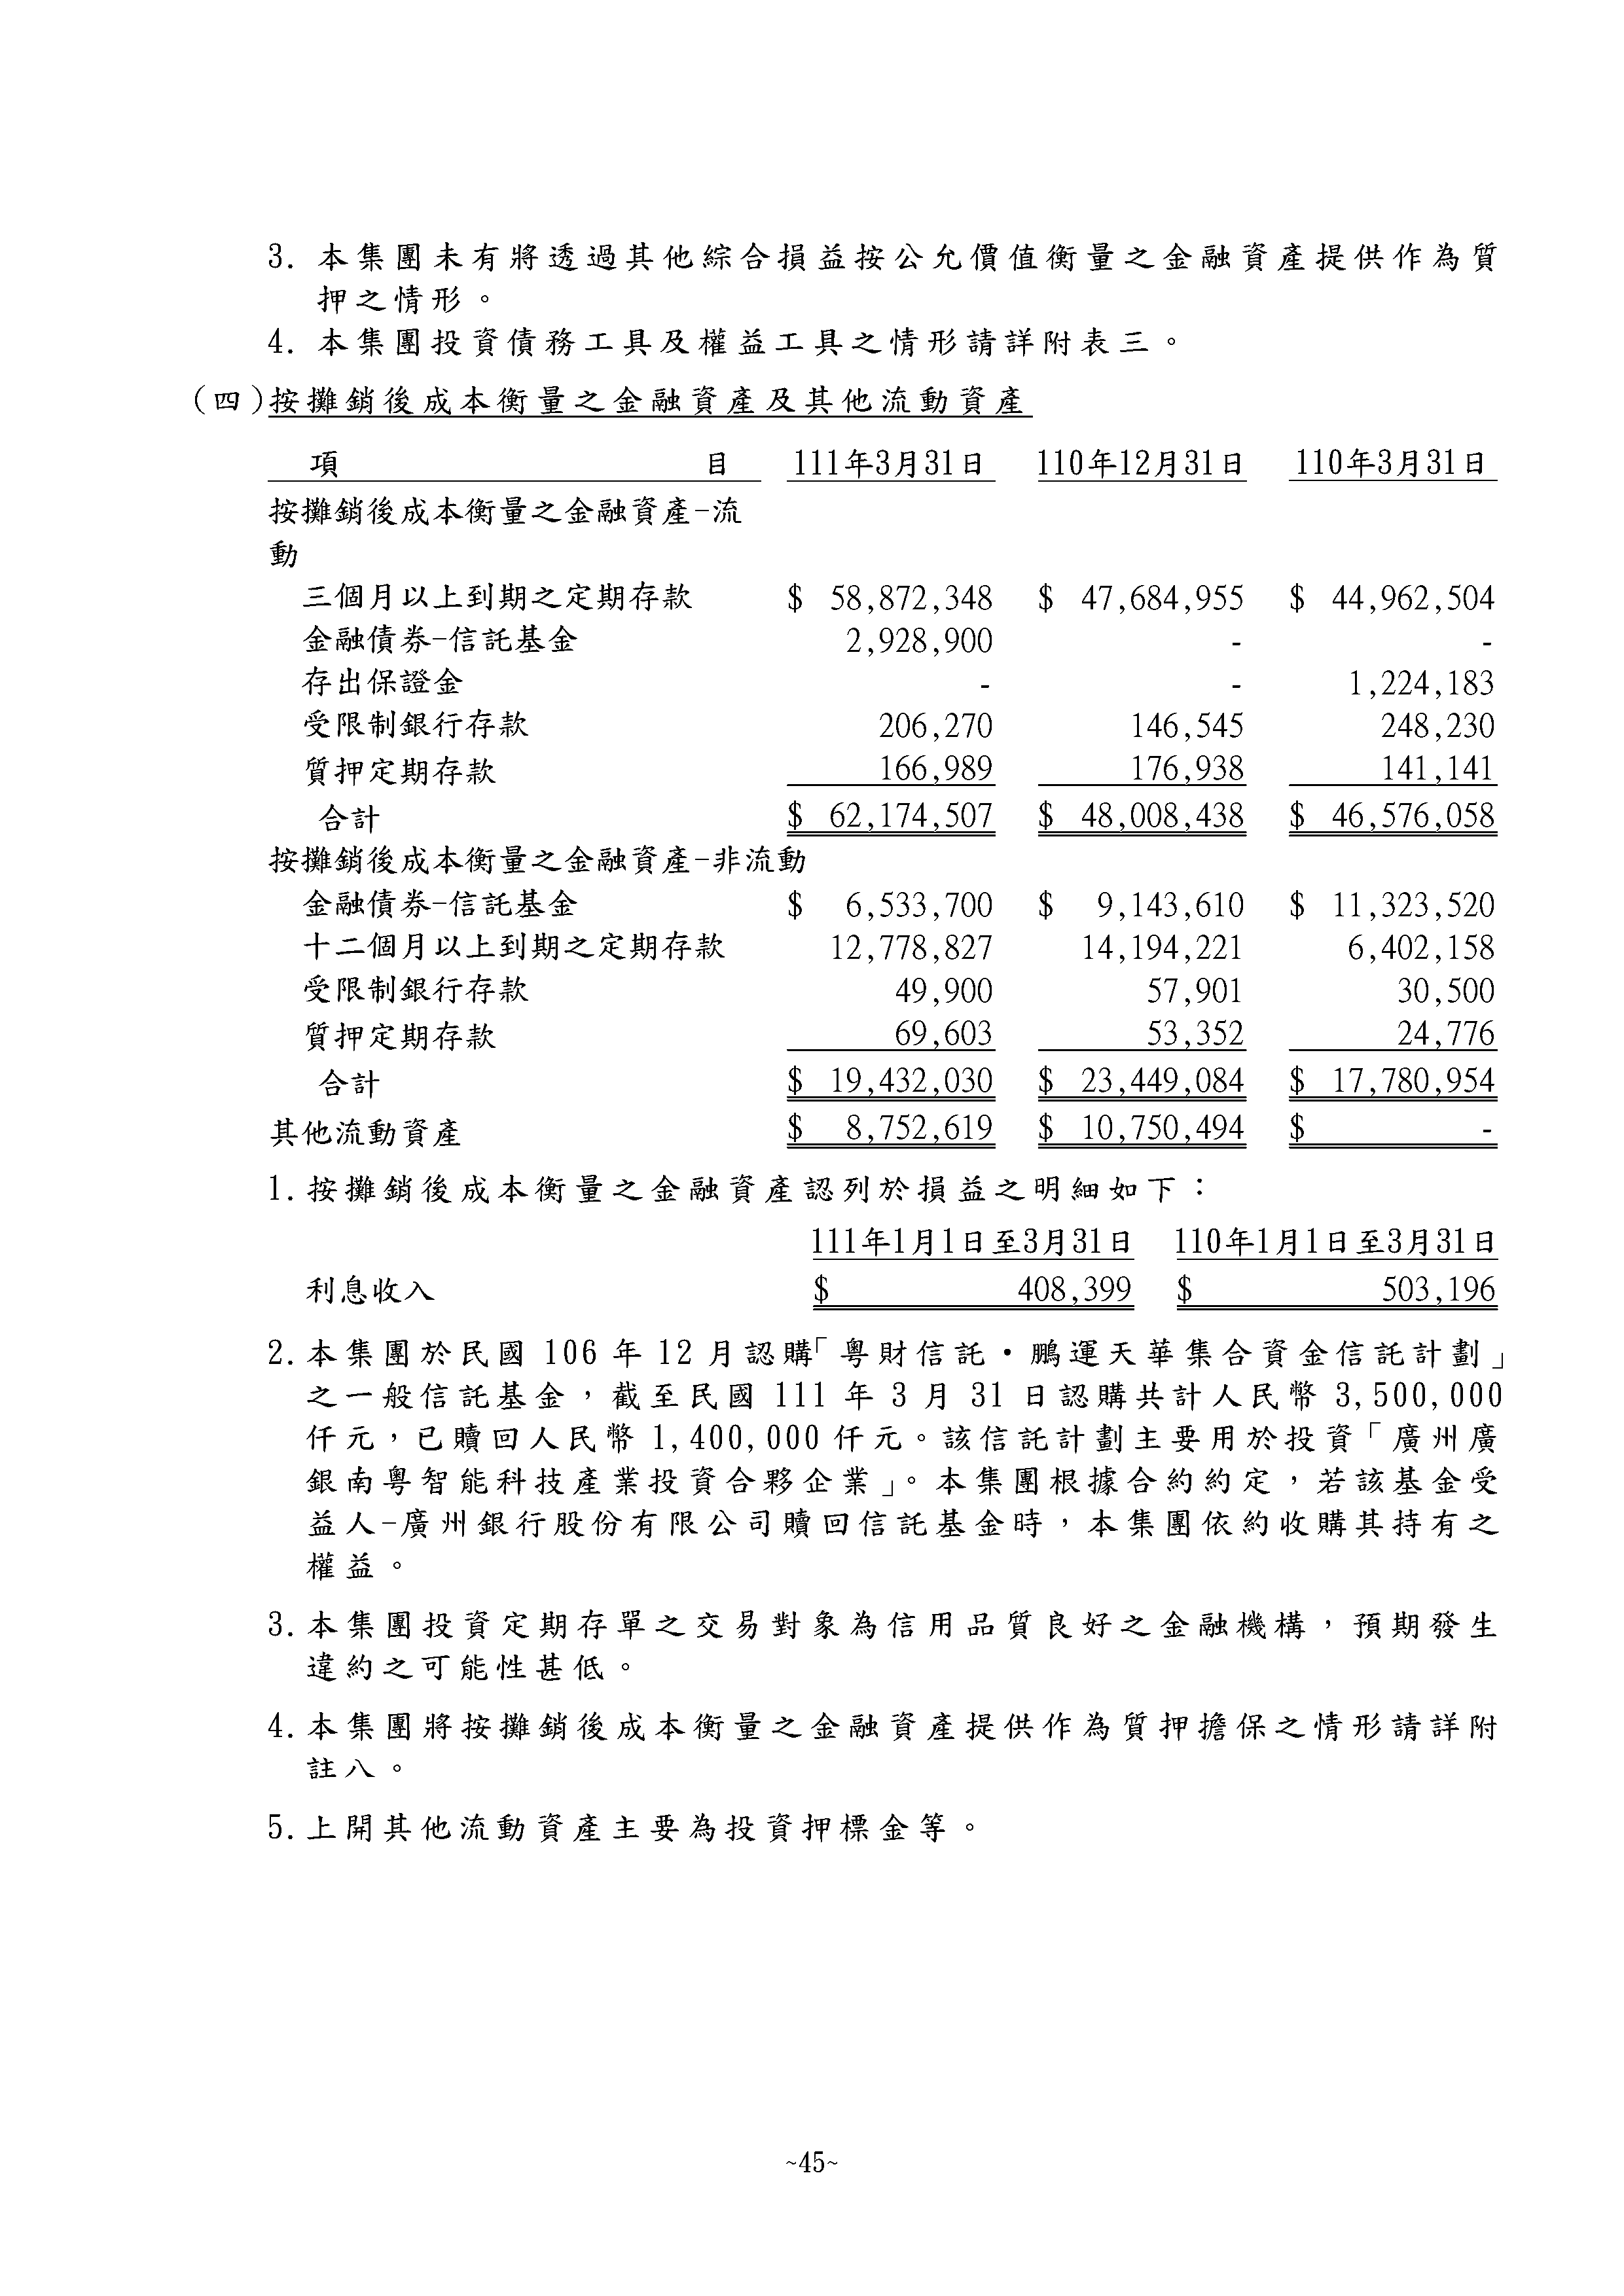 3. 本集團未有將透過其他綜合損益按公允價值衡量之金融資產提供作為質
押之情形。
4. 本集團投資債務工具及權益工具之情形請詳附表三。
(四)按攤銷後成本衡量之金融資產及其他流動資產
項 目 111年3月31日 110年12月31日 110年3月31日
按攤銷後成本衡量之金融資產-流
動
三個月以上到期之定期存款 $ 58,872,348 $ 47,684,955 $ 44,962,504
金融債券-信託基金 2,928,900 - -
存出保證金 - - 1,224,183
受限制銀行存款 206,270 146,545 248,230
質押定期存款 166,989 176,938 141,141
合計 $ 62,174,507 $ 48,008,438 $ 46,576,058
按攤銷後成本衡量之金融資產-非流動
金融債券-信託基金 $ 6,533,700 $ 9,143,610 $ 11,323,520
十二個月以上到期之定期存款 12,778,827 14,194,221 6,402,158
受限制銀行存款 49,900 57,901 30,500
質押定期存款 69,603 53,352 24,776
合計 $ 19,432,030 $ 23,449,084 $ 17,780,954
其他流動資產 $ 8,752,619 $ 10,750,494 $ -
1. 按攤銷後成本衡量之金融資產認列於損益之明細如下：
111年1月1日至3月31日 110年1月1日至3月31日
利息收入 $ 408,399 $ 503,196
2. 本集團於民國 106 年 12 月認購「粵財信託·鵬運天華集合資金信託計劃」
之一般信託基金，截至民國 111 年 3 月 31 日認購共計人民幣 3,500,000
仟元，已贖回人民幣 1,400,000 仟元。該信託計劃主要用於投資「廣州廣
銀南粵智能科技產業投資合夥企業」。本集團根據合約約定，若該基金受
益人-廣州銀行股份有限公司贖回信託基金時，本集團依約收購其持有之
權益。
3. 本集團投資定期存單之交易對象為信用品質良好之金融機構，預期發生
違約之可能性甚低。
4. 本集團將按攤銷後成本衡量之金融資產提供作為質押擔保之情形請詳附
註八。
5. 上開其他流動資產主要為投資押標金等。
~45~